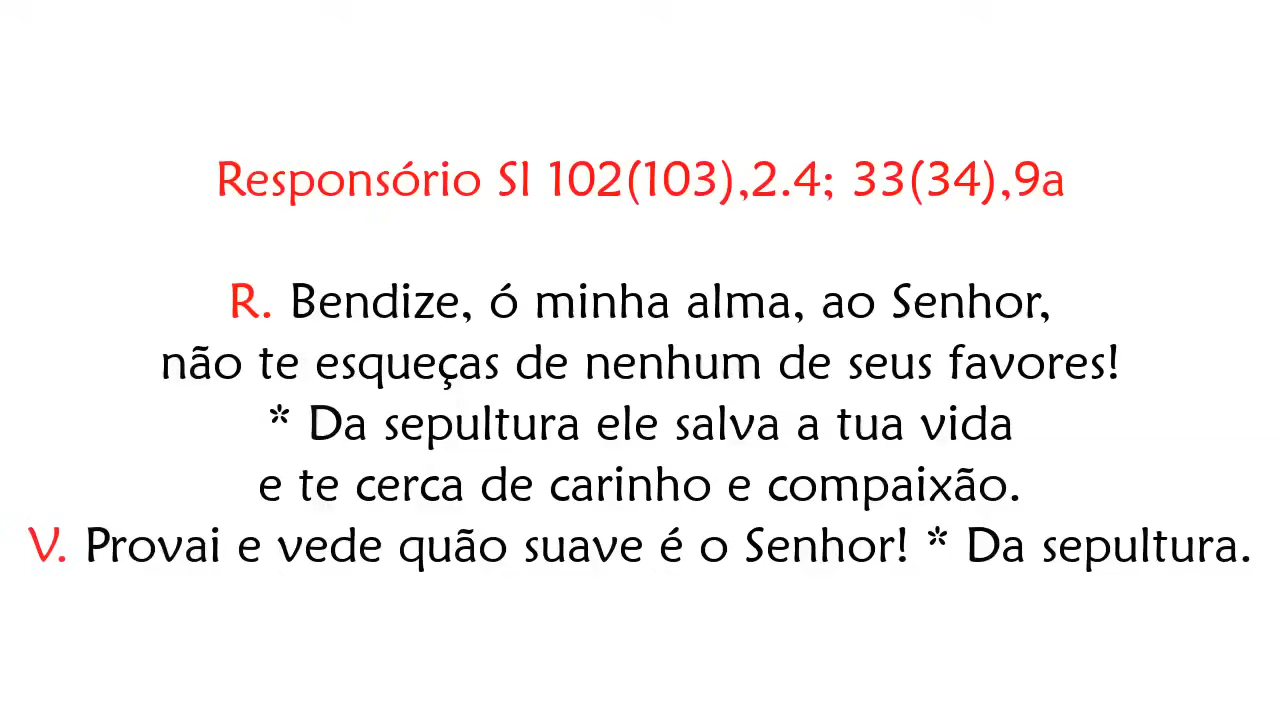 Responsório Sl 102(103),2.4; 33(34),9a
R. Bendize, ó minha alma, ao Senhor,
não te esqueças de nenhum de seus favores!
* Da sepultura ele salva a tua vida
e te cerca de carinho e compaixão.
V. Provai e vede quão suave é o Senhor! * Da sepultura.